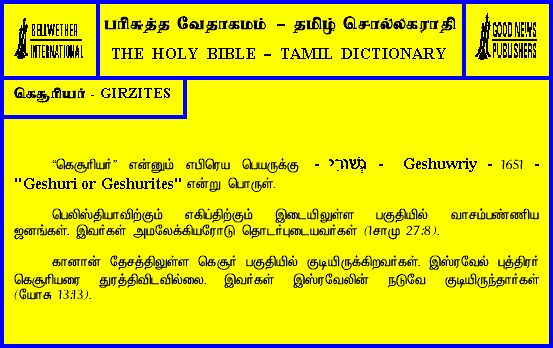 BELLWETHER
INTERNATIONAL
பரிசுத்த வேதாகமம் – தமிழ் சொல்லகராதி
THE HOLY BIBLE – TAMIL DICTIONARY
GOOD NEWS
PUBLISHERS
கெசூரியர் - GIRZITES
“கெசூரியர்” என்னும் எபிரெய பெயருக்கு - גְּשׁוּרִי - Geshuwriy - 1651 -
"Geshuri or Geshurites" என்று பொருள்.
பெலிஸ்தியாவிற்கும் எகிப்திற்கும் இடையிலுள்ள பகுதியில் வாசம்பண்ணிய
ஜனங்கள். இவர்கள் அமலேக்கியரோடு தொடர்புடையவர்கள் (1சாமு 27:8).
கானான் தேசத்திலுள்ள கெசூர் பகுதியில் குடியிருக்கிறவர்கள். இஸ்ரவேல் புத்திரர்
கெசூரியரை துரத்திவிடவில்லை. இவர்கள் இஸ்ரவேலின் நடுவே குடியிருந்தார்கள்
(யோசு 13:13).